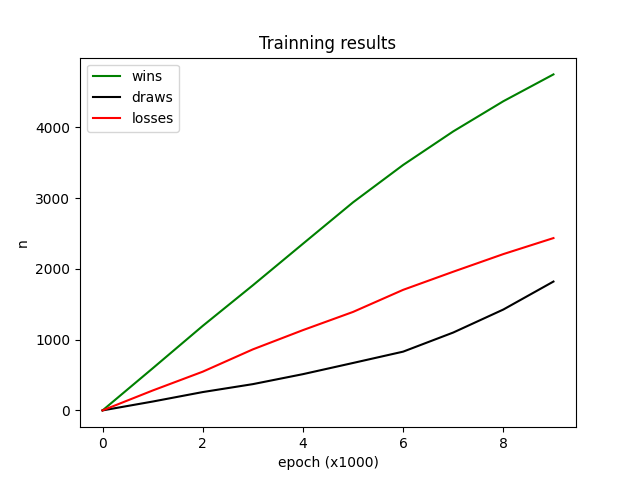 Trainning results
wins
draws
losses
4000
3000
2000
1000
0
n
0 2 4 6 8
epoch (x1000)